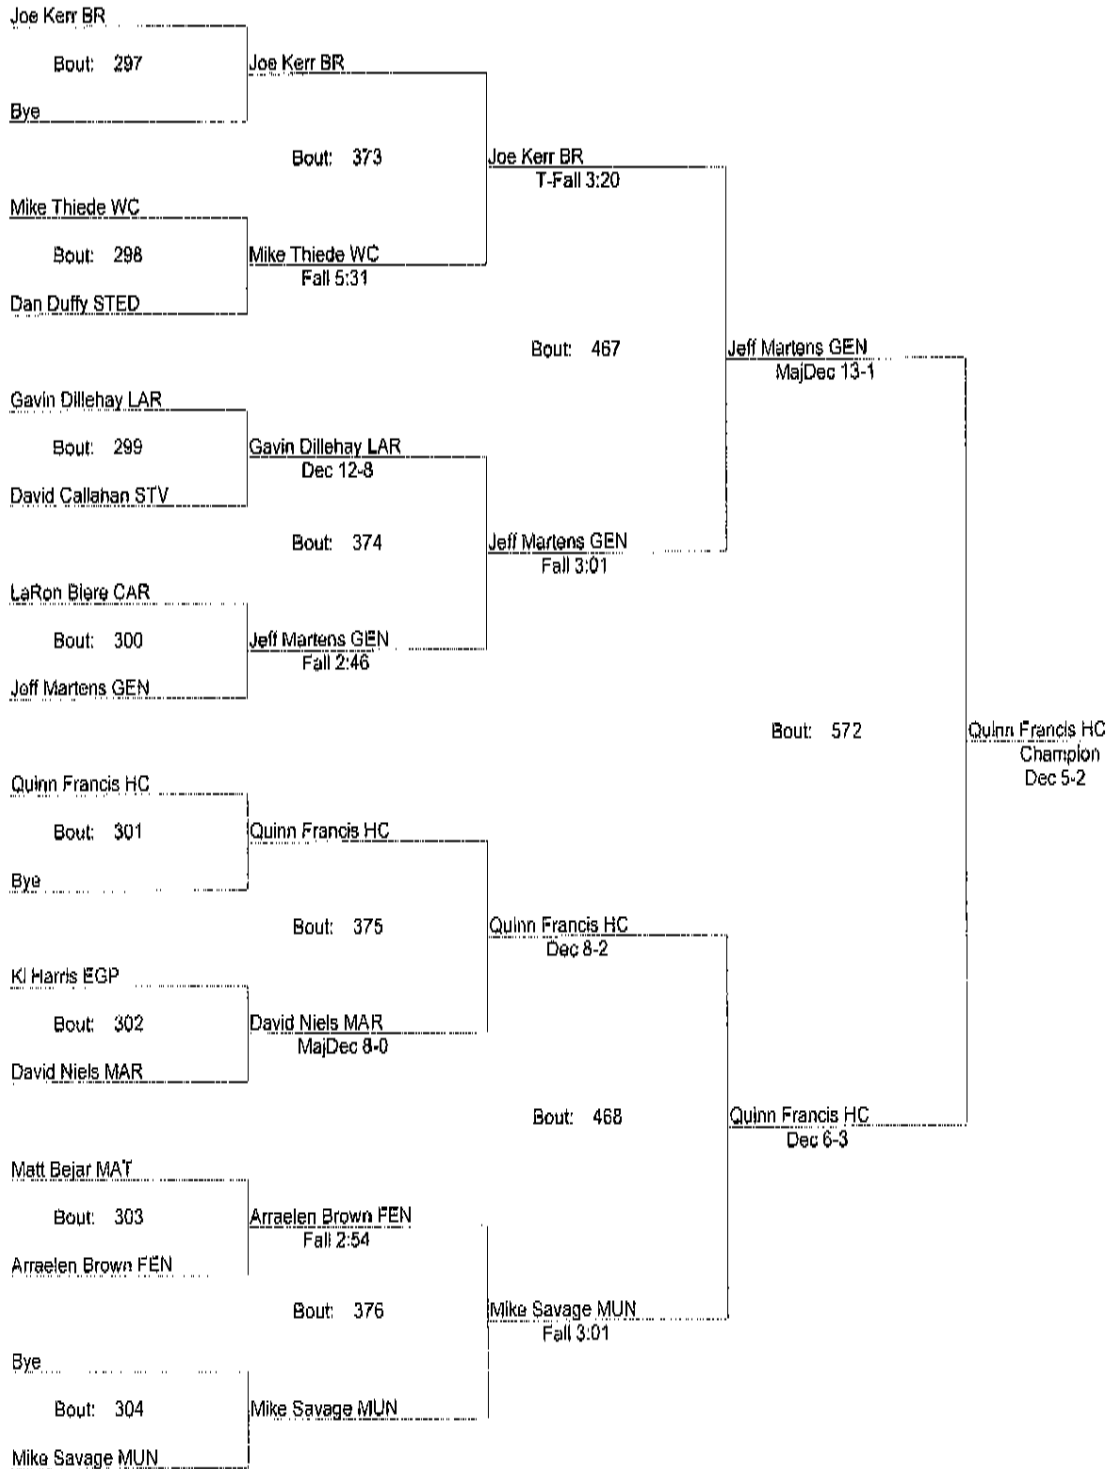 Joe Kerr BR
Bout: 297
Joe Kerr BR
Bye
Bout: 373
Joe Kerr BR
T-Fall 3:20
Mike Thiede WC
Bout: 298
Mike Thiede WC
Fall 5:31
Dan Duffy STED
Bout: 467
Jeff Martens GEN
MajDec 13-1
Gavin Dillehay LAR
Bout: 299
Gavin Dillehay LAR
Dec 12-8
David Callahan STV
Bout: 374
Jeff Martens GEN
Fall 3:01
LaRon Biere CAR
Bout: 300
Jeff Martens GEN
Fall 2:46
Jeff Martens GEN
Bout: 572
Quinn Francis HC
Champion
Dec 5-2
Quinn Francis HC
Bout: 301
Quinn Francis HC
Bye
Bout: 375
Quinn Francis HC
Dec 8-2
KI Harris EGP
Bout: 302
David Niels MAR
MajDec 8-0
David Niels MAR
Bout: 468
Quinn Francis HC
Dec 6-3
Matt Bejar MAT
Bout: 303
Arraelen Brown FEN
Fall 2:54
Arraelen Brown FEN
Bout: 376
Mike Savage MUN
Fall 3:01
Bye
Bout: 304
Mike Savage MUN
Mike Savage MUN